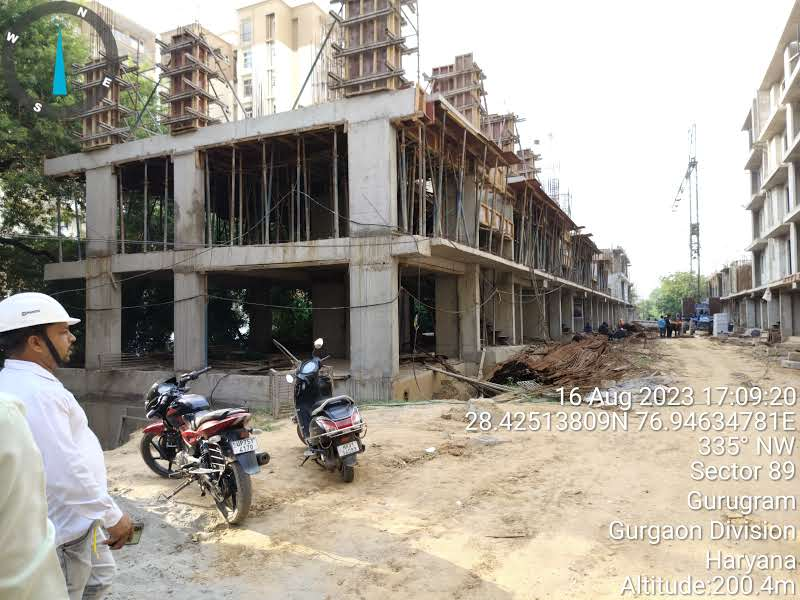 N
W
E
S
16 Aug 2023 17:09:20
28.42513809N 76.94634781E
335° NW
Sector 89
Gurugram
Gurgaon Division
Haryana
Altitude:200.4m